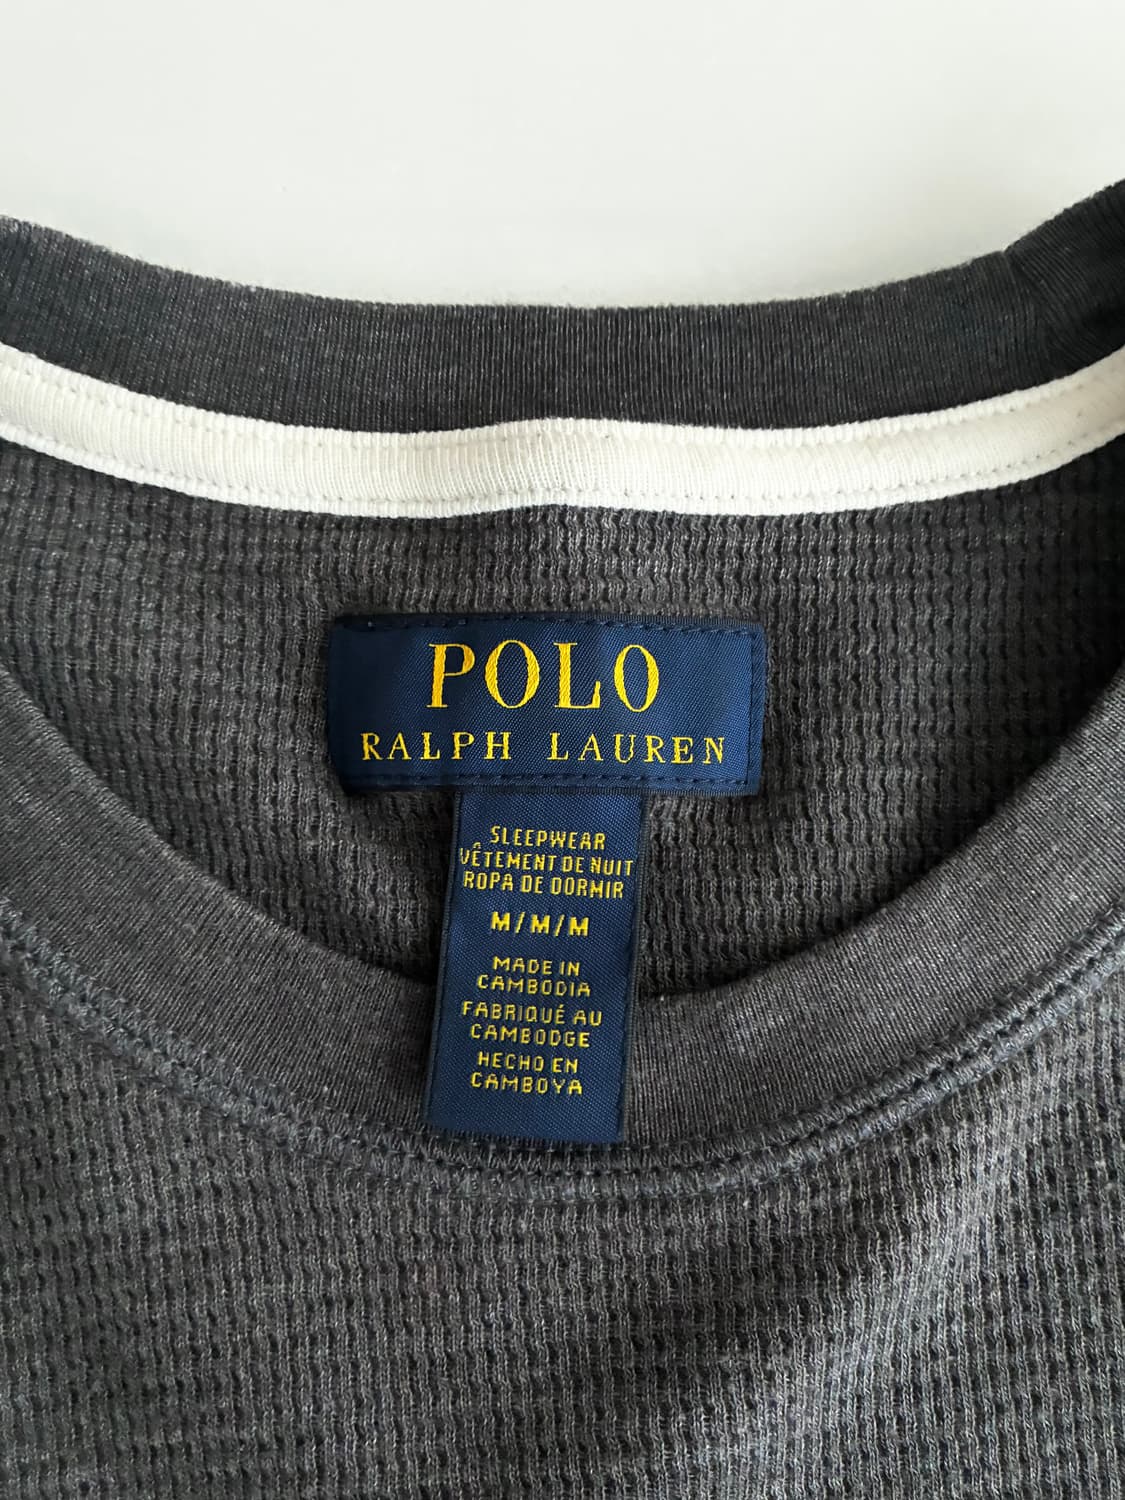 POLO
RALPH LAUREN
SLEEPWEAR
VÊTEMENT DE NUIT
ROPA DE DORMIR
M/M/M
MADE IN
CAMBODIA
FABRIQUÉ AU
CAMBODGE
HECHO EN
CAMBOYA